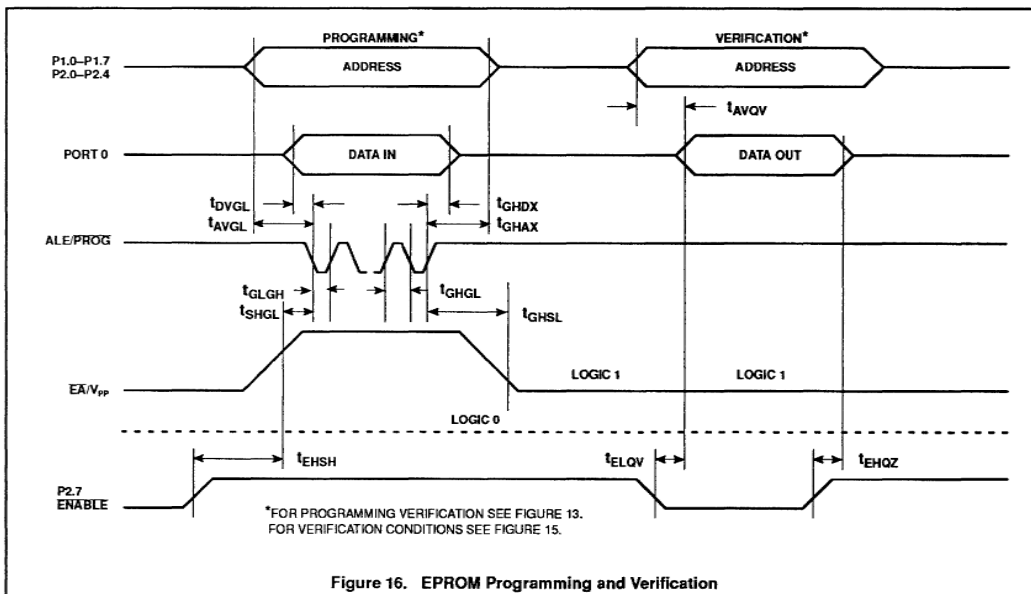 PROGRAMMING*
VERIFICATION*
P1.0–P1.7
P2.0–P2.4
ADDRESS
ADDRESS
tAVQV
PORT 0
DATA IN
DATA OUT
tDVGL
tGHDX
tAVGL
tGHAX
ALE/PROG
tGLGH
tGHGL
tSHGL
tGHSL
EA/VPP
LOGIC 1
LOGIC 1
LOGIC 0
tEHSH
tELQV
tEHQZ
P2.7
ENABLE
*FOR PROGRAMMING VERIFICATION SEE FIGURE 13.
FOR VERIFICATION CONDITIONS SEE FIGURE 15.
Figure 16. EPROM Programming and Verification